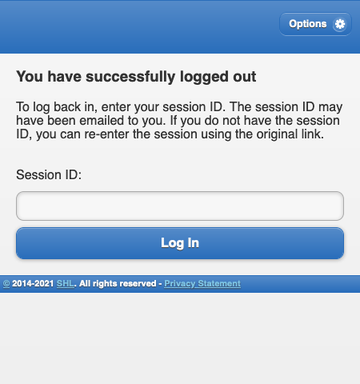 Options
You have successfully logged out
To log back in, enter your session ID. The session ID may
have been emailed to you. If you do not have the session
ID, you can re-enter the session using the original link.
Session ID:
Log In
© 2014-2021 SHL. All rights reserved - Privacy Statement